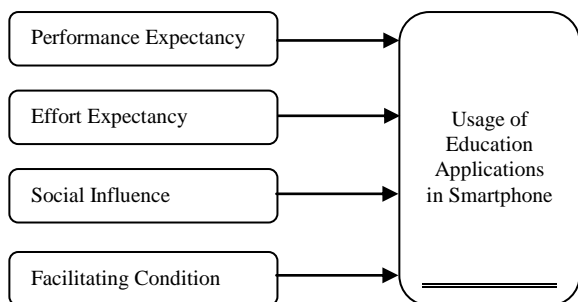 Performance Expectancy
Effort Expectancy
Social Influence
Facilitating Condition
Usage of
Education
Applications
in Smartphone